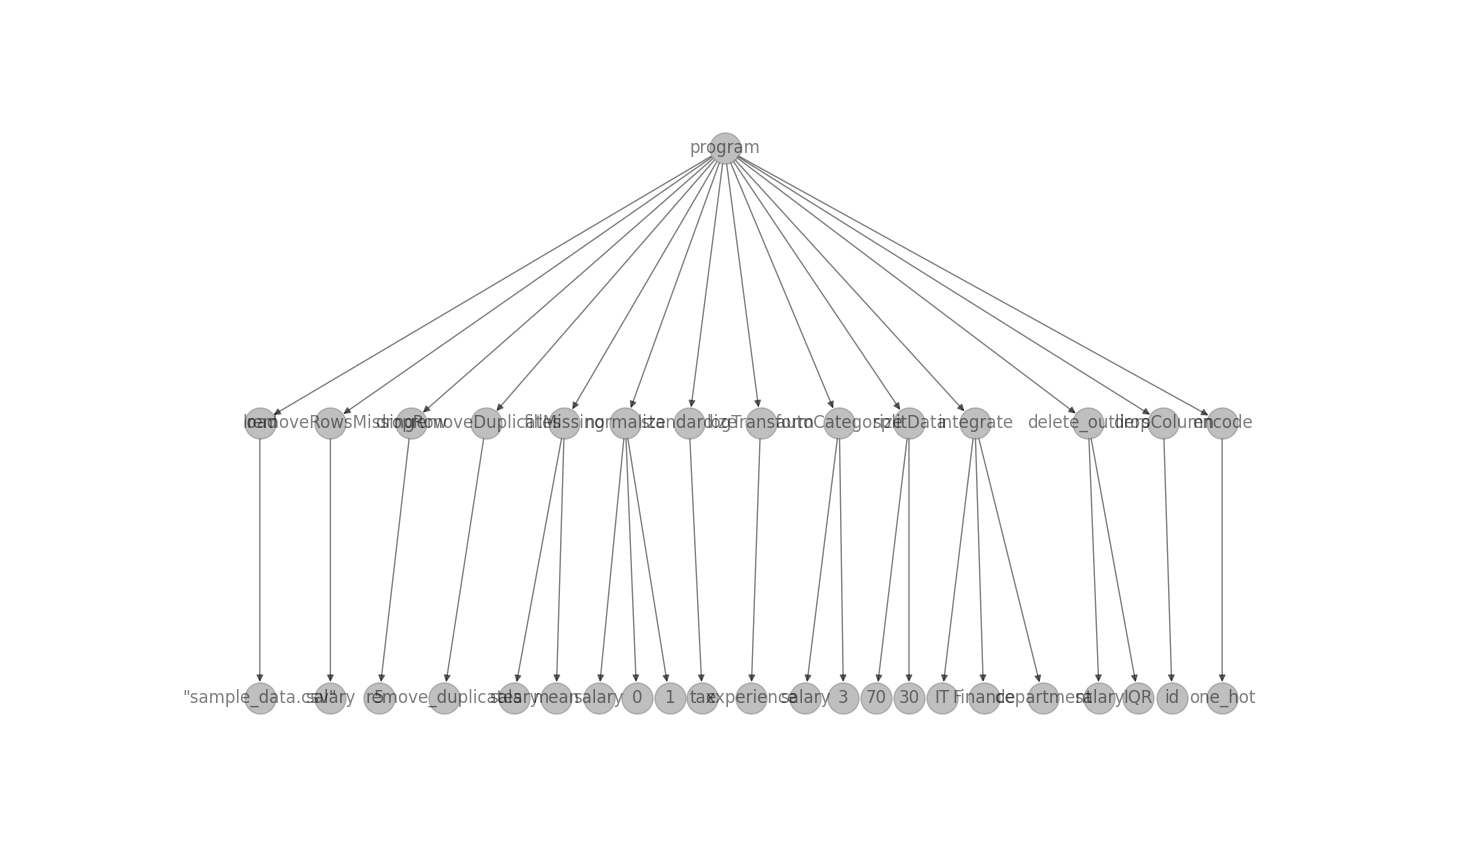 program
load removeRowsMissing dropRow removeDuplicates fillMissing normalize standardize logTransform autoCategorize splitData integrate delete_outliers dropColumn encode
"sample_data.csv" salary 5 remove_duplicates salary mean salary 0 1 tax experience salary 3 70 30 IT Finance department salary IQR id one_hot